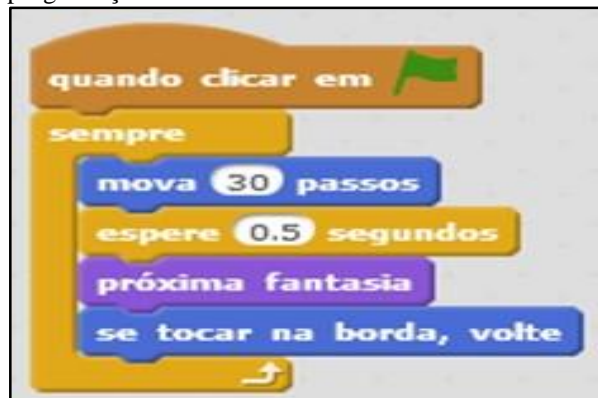 quando clicar em
sempre
mova 30 passos
espere 0.5 segundos
próxima fantasia
se tocar na borda, volte